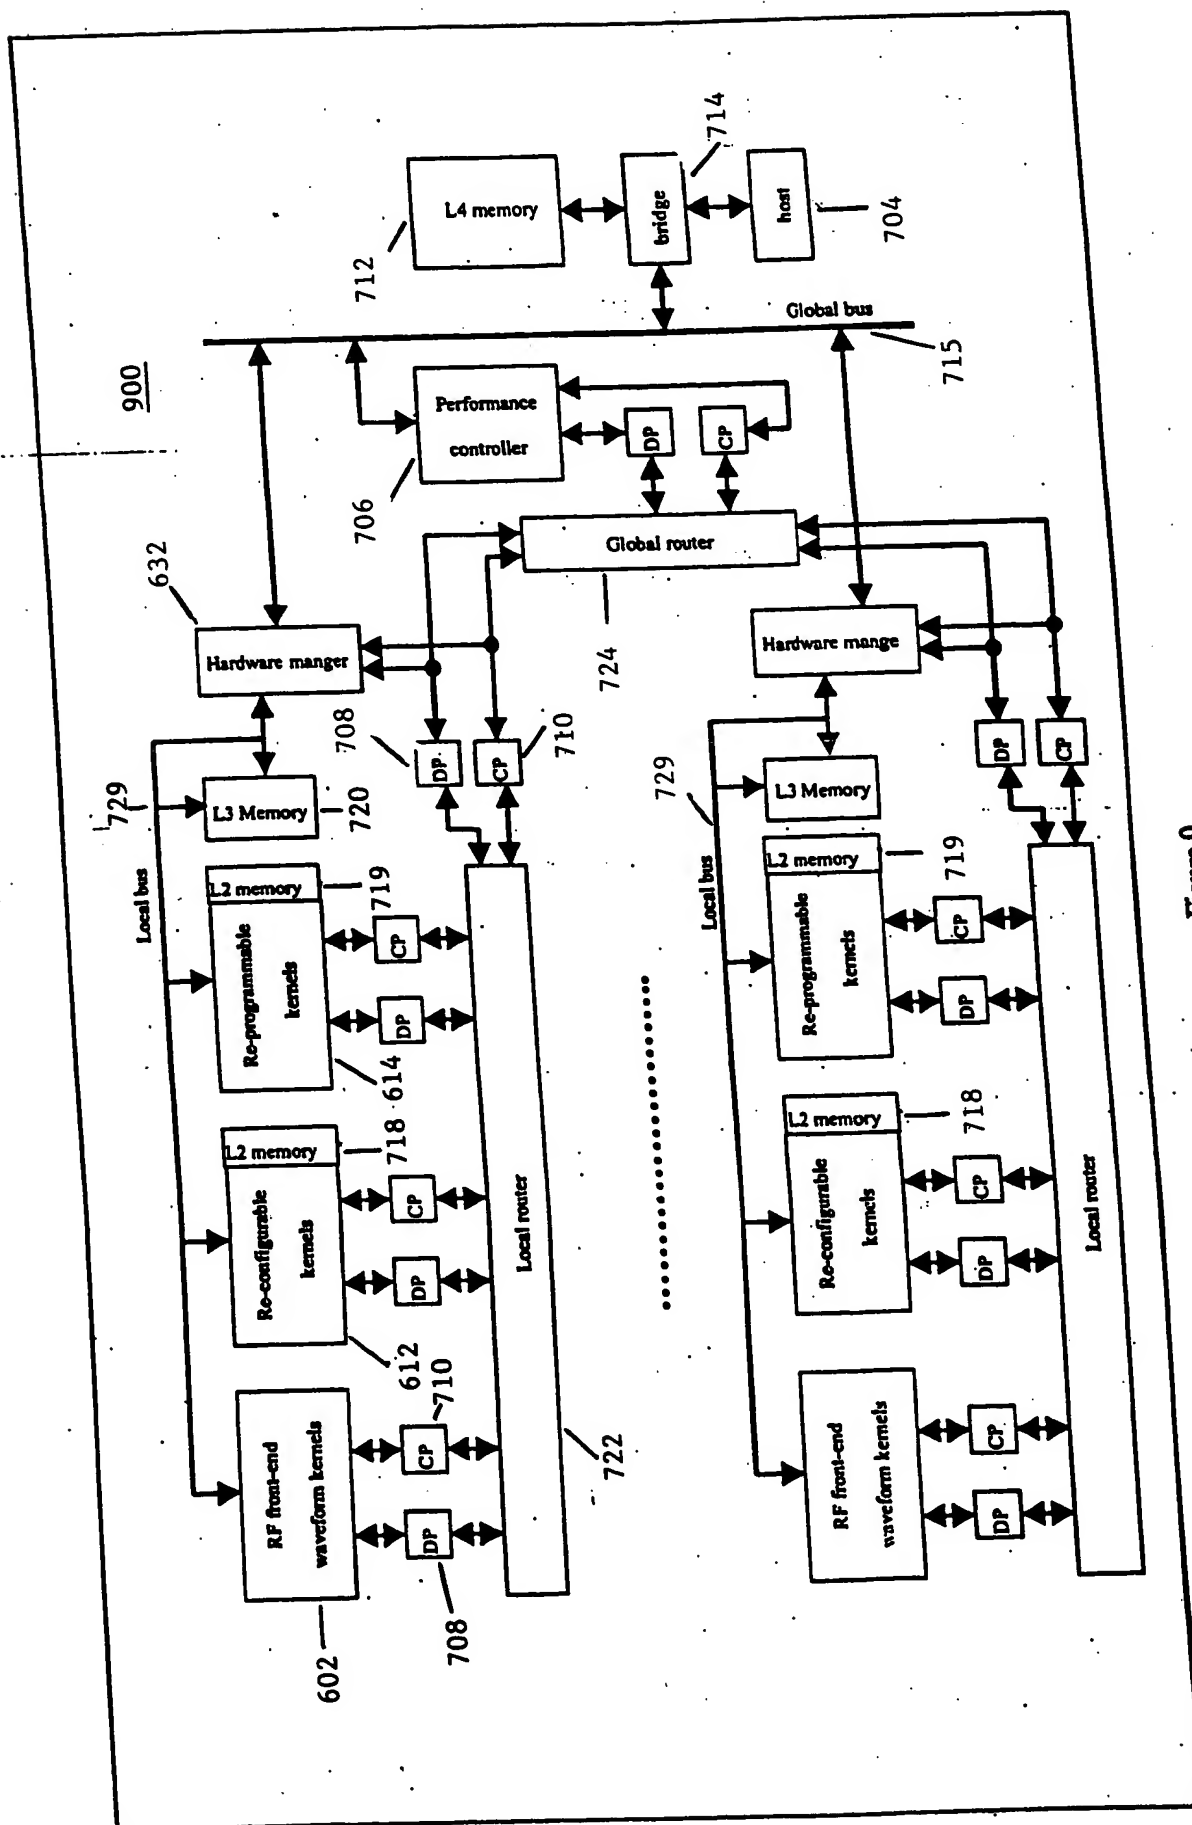 900
L4 memory
712
bridge
714
host
704
Global bus
715
Performance
controller
706
DP
CP
Global router
724
632
Hardware manger
708
DP
CP
710
729
Local bus
L3 Memory
720
L2 memory
719
Re-programmable
kernels
614
CP
DP
L2 memory
718
Re-configurable
kernels
612
CP
DP
RF front-end
waveform kernels
602
CP
710
DP
708
Local router
722
Hardware mange
DP
CP
729
Local bus
L3 Memory
L2 memory
719
Re-programmable
kernels
CP
DP
L2 memory
718
Re-configurable
kernels
CP
DP
RF front-end
waveform kernels
CP
DP
Local router